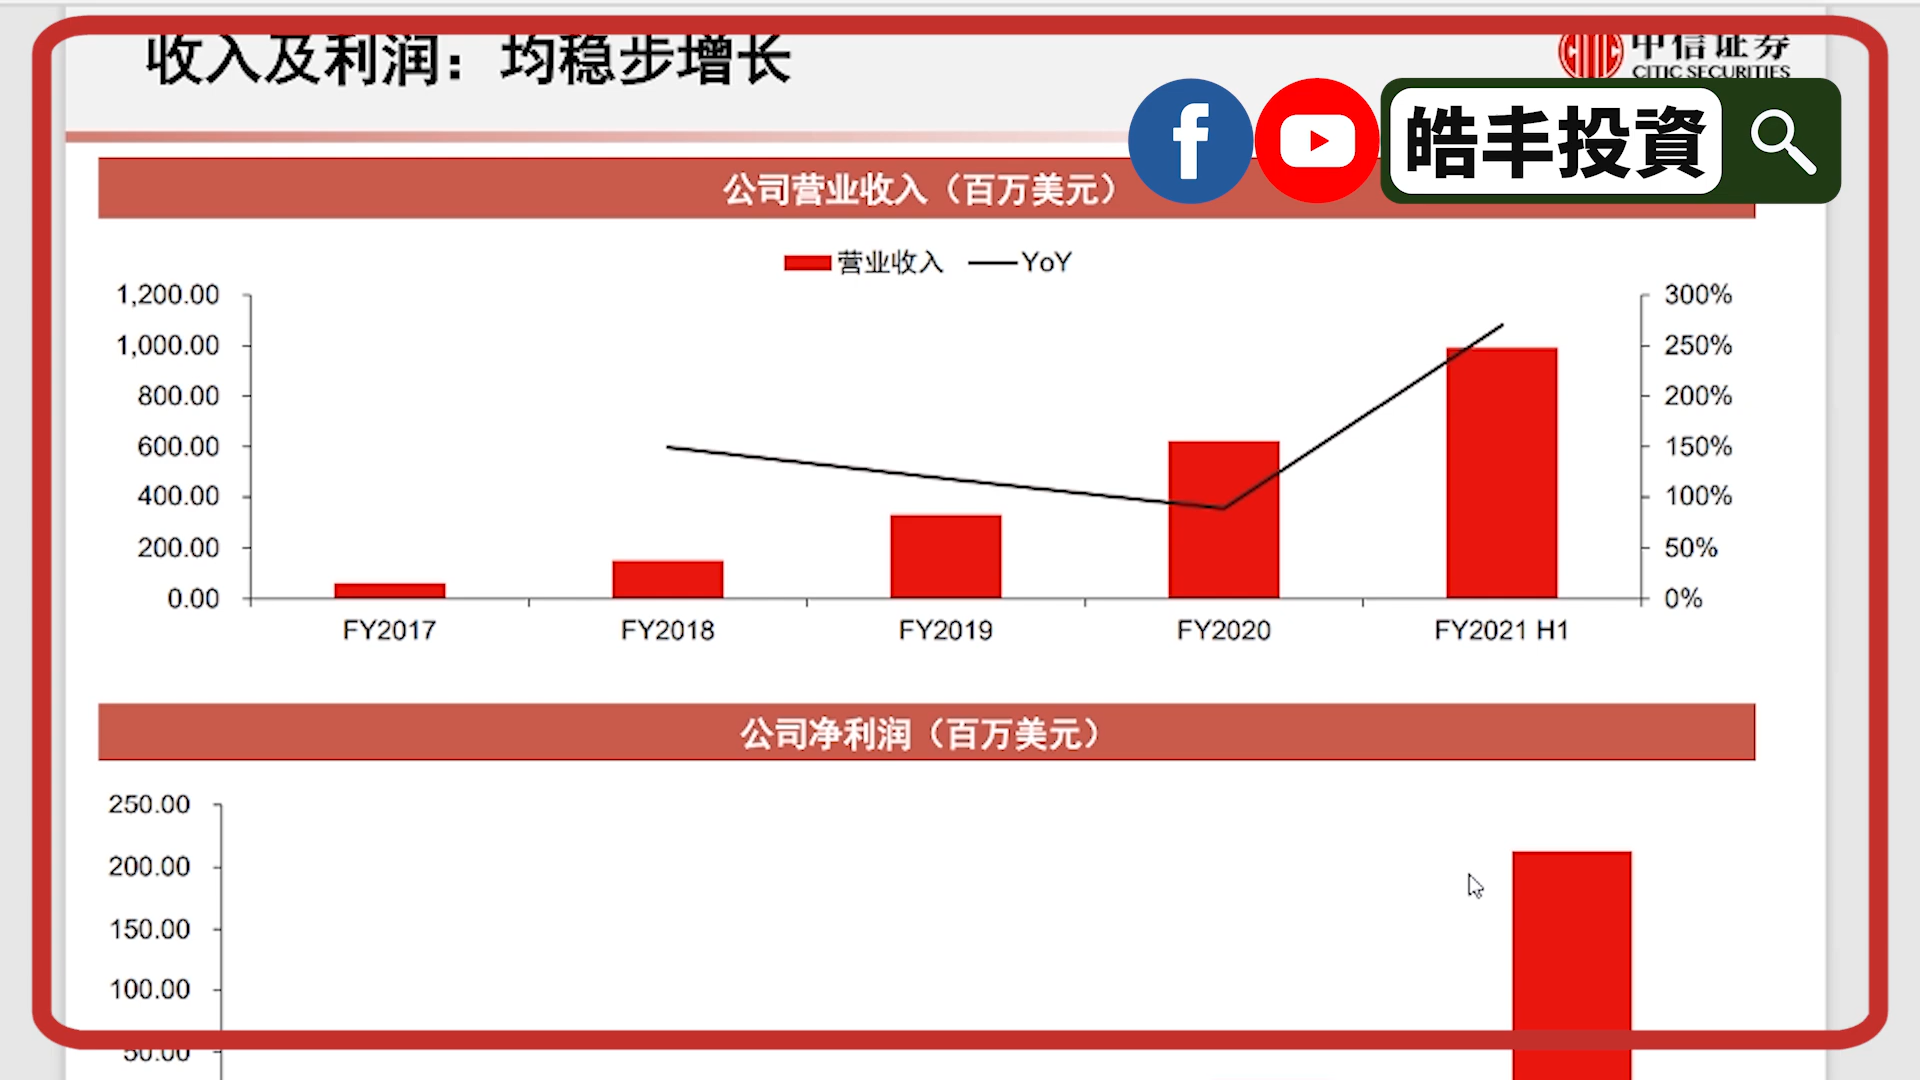 收入及利润：均稳步增长
中信证券
CITIC SECURITIES
皓丰投資
公司营业收入（百万美元）
营业收入 YoY
1,200.00 300%
1,000.00 250%
800.00 200%
600.00 150%
400.00 100%
200.00 50%
0.00 0%
FY2017 FY2018 FY2019 FY2020 FY2021 H1
公司净利润（百万美元）
250.00
200.00
150.00
100.00
50.00